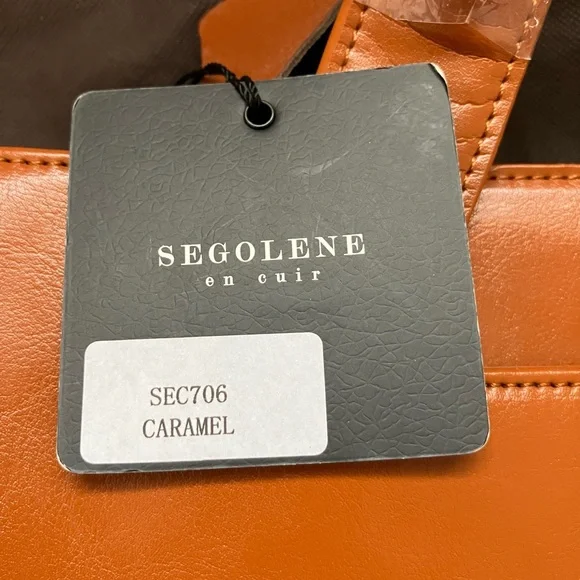 SEGOLENE
en cuir
SEC706
CARAMEL